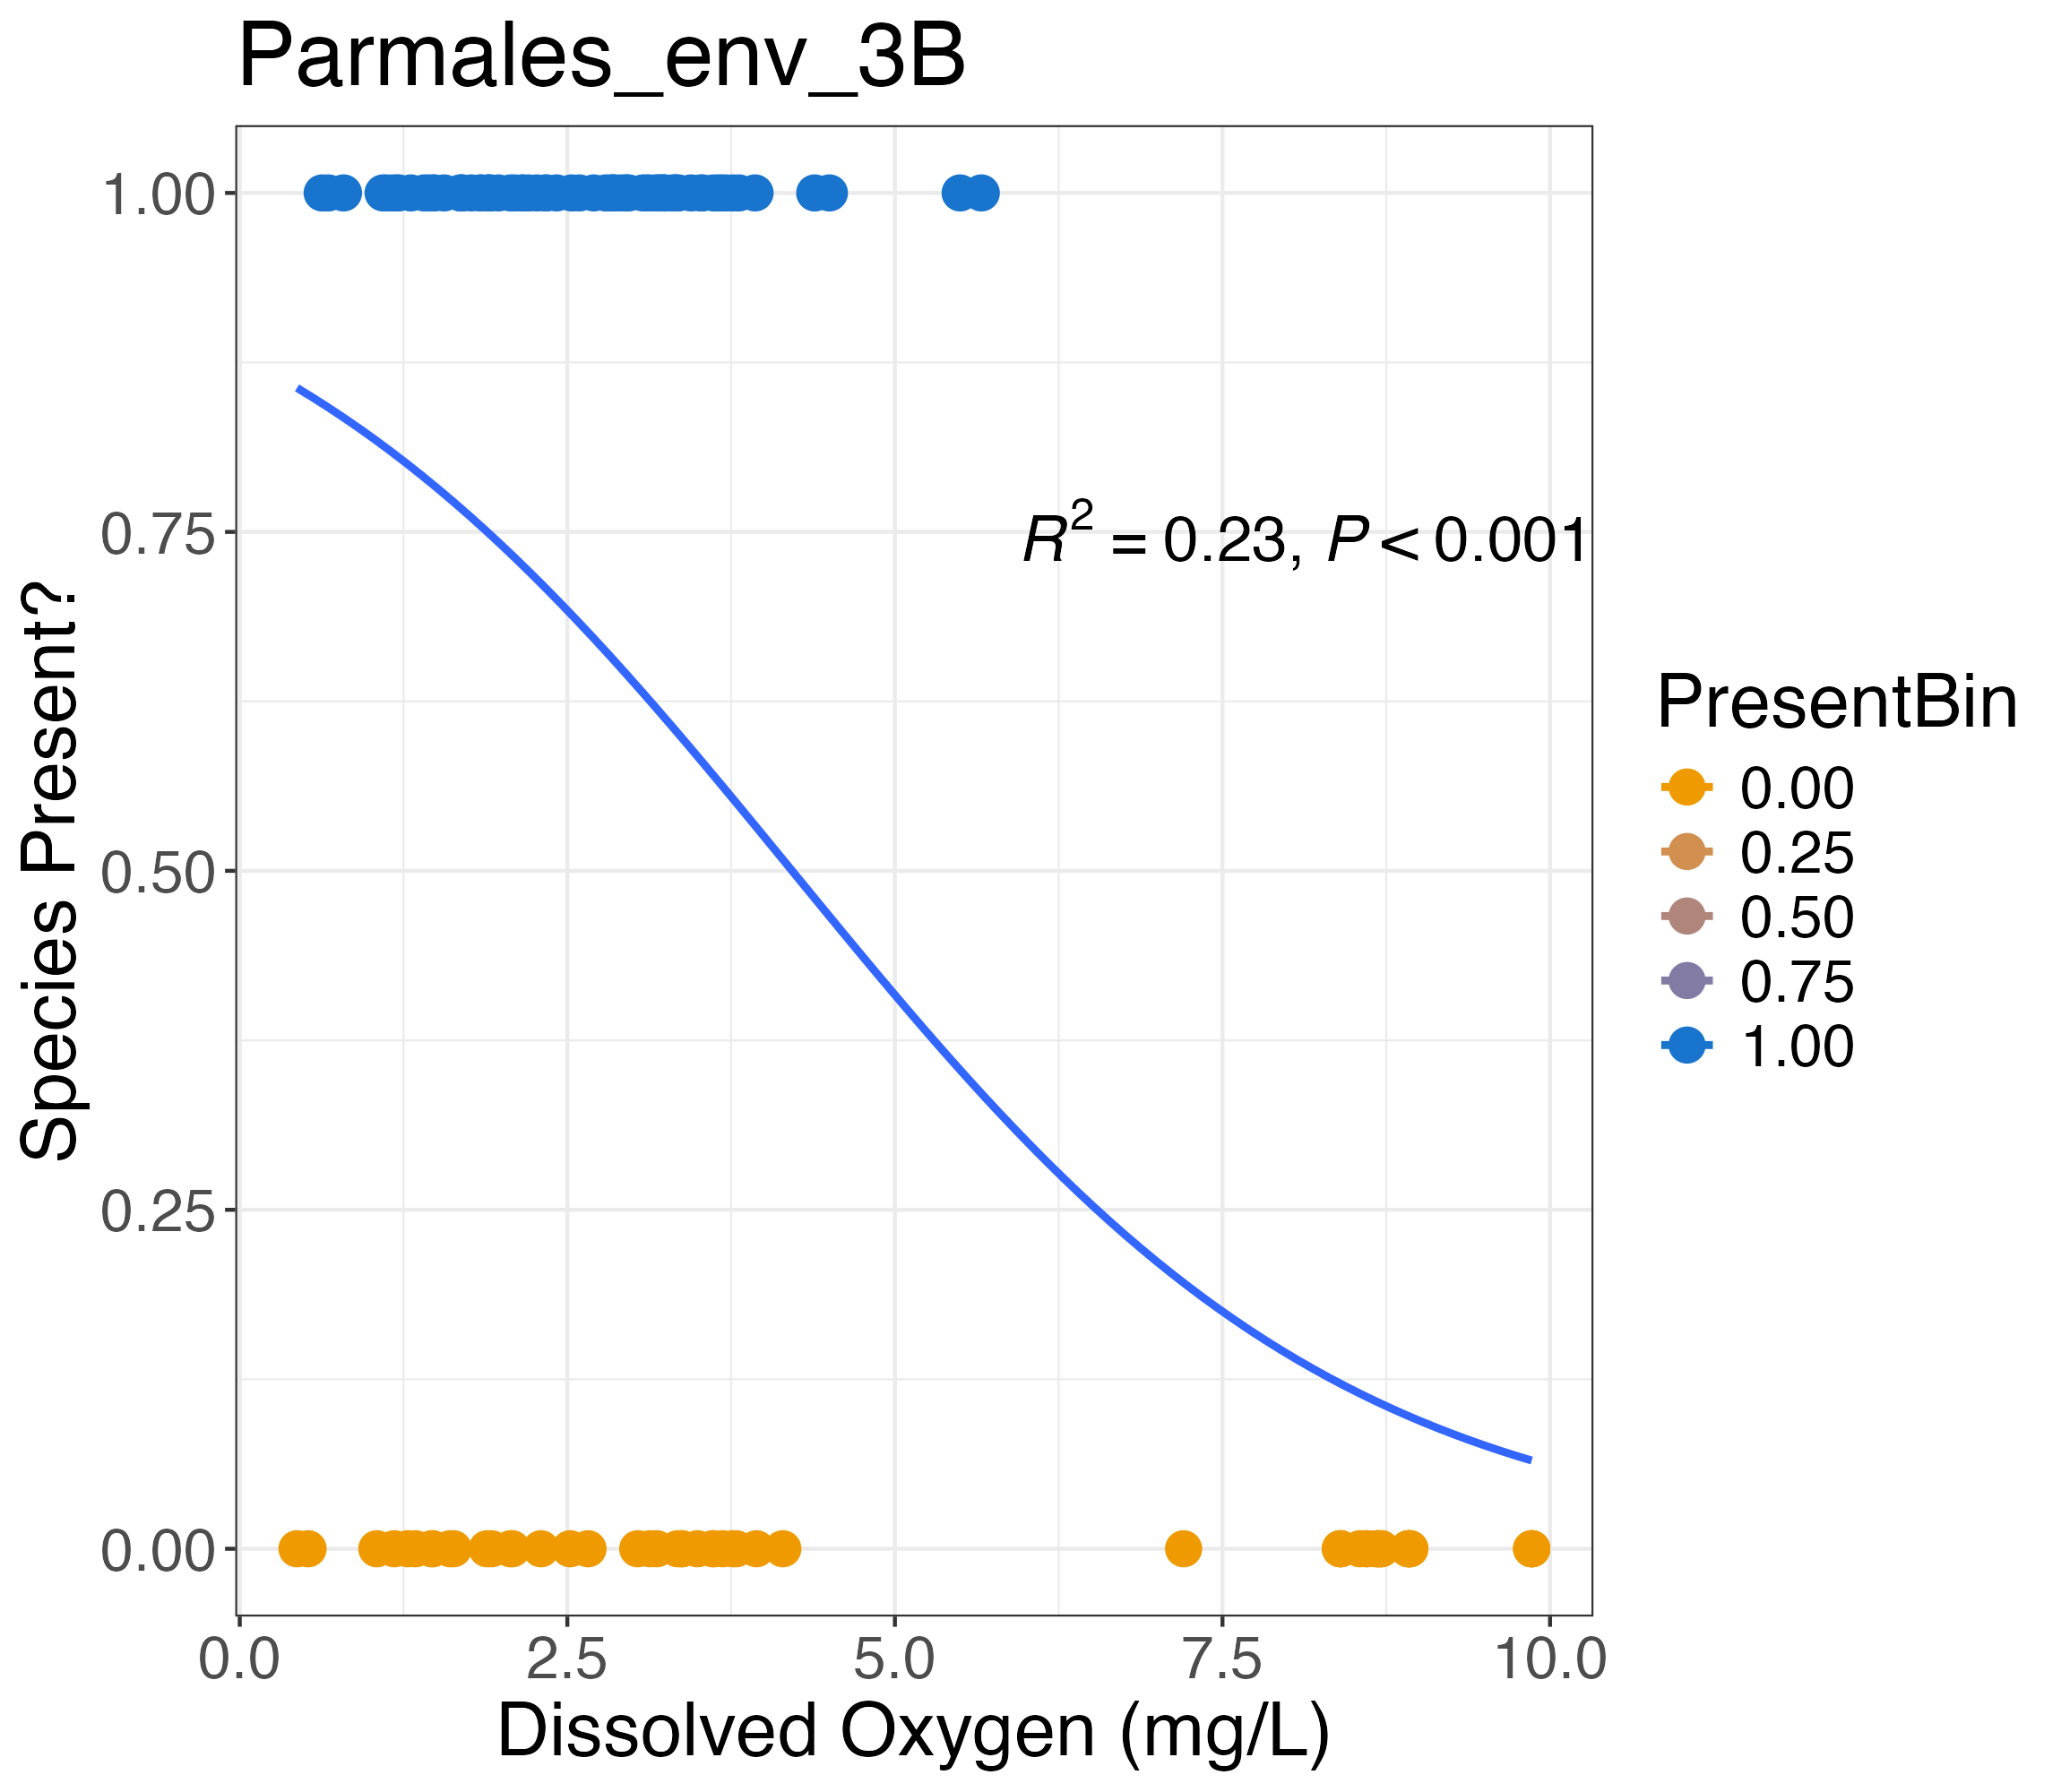 Parmales_env_3B
1.00
0.75
0.50
0.25
0.00
Species Present?
R² = 0.23, P < 0.001
0.0 2.5 5.0 7.5 10.0
Dissolved Oxygen (mg/L)
PresentBin
0.00
0.25
0.50
0.75
1.00